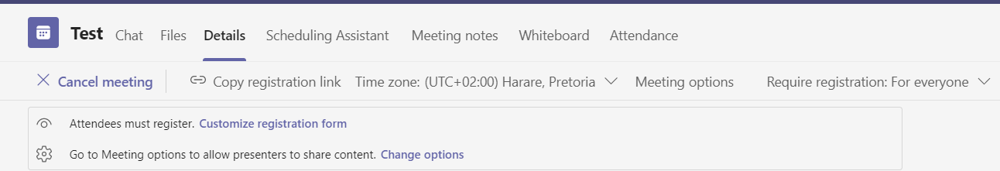 Test Chat Files Details Scheduling Assistant Meeting notes Whiteboard Attendance
Cancel meeting Copy registration link Time zone: (UTC+02:00) Harare, Pretoria Meeting options Require registration: For everyone
Attendees must register. Customize registration form
Go to Meeting options to allow presenters to share content. Change options